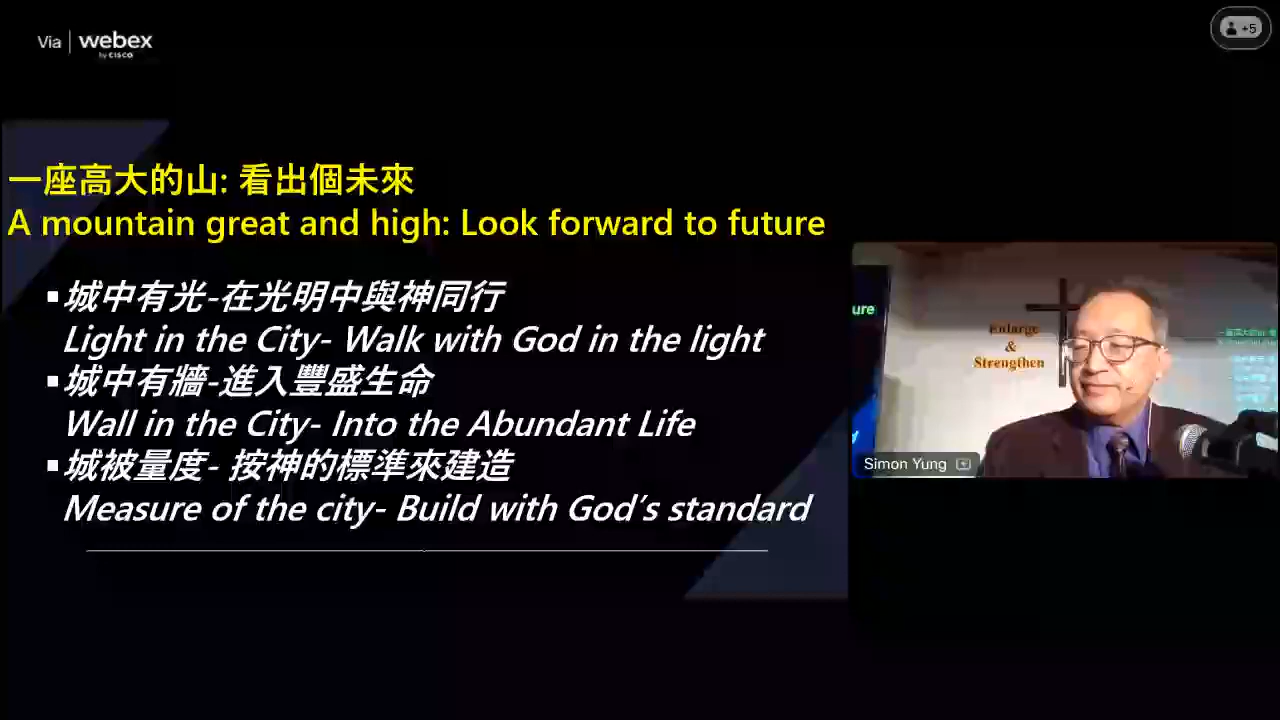 Via webex
by CISCO
+5
一座高大的山: 看出個未來
A mountain great and high: Look forward to future
▪城中有光-在光明中與神同行
Light in the City- Walk with God in the light
▪城中有牆-進入豐盛生命
Wall in the City- Into the Abundant Life
▪城被量度- 按神的標準來建造
Measure of the city- Build with God's standard
ure
Enlarge
&
Strengthen
Simon Yung